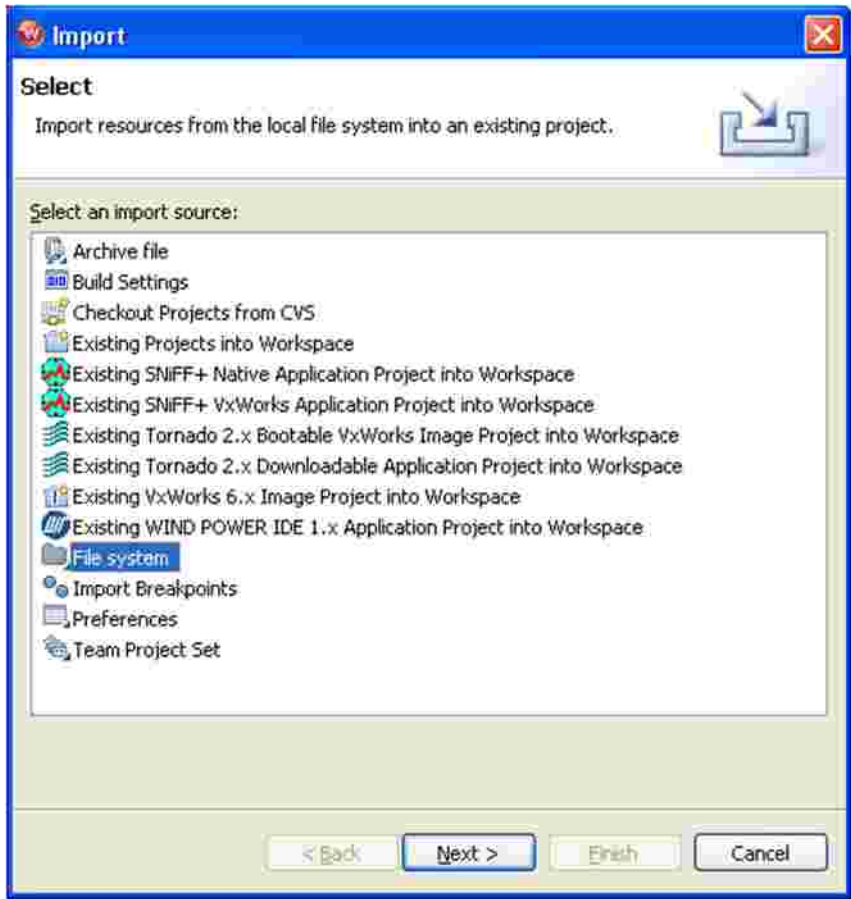 Import
Select
Import resources from the local file system into an existing project.
Select an import source:
Archive file
Build Settings
Checkout Projects from CVS
Existing Projects into Workspace
Existing SNiFF+ Native Application Project into Workspace
Existing SNiFF+ VxWorks Application Project into Workspace
Existing Tornado 2.x Bootable VxWorks Image Project into Workspace
Existing Tornado 2.x Downloadable Application Project into Workspace
Existing VxWorks 6.x Image Project into Workspace
Existing WIND POWER IDE 1.x Application Project into Workspace
File system
Import Breakpoints
Preferences
Team Project Set
< Back Next > Finish Cancel